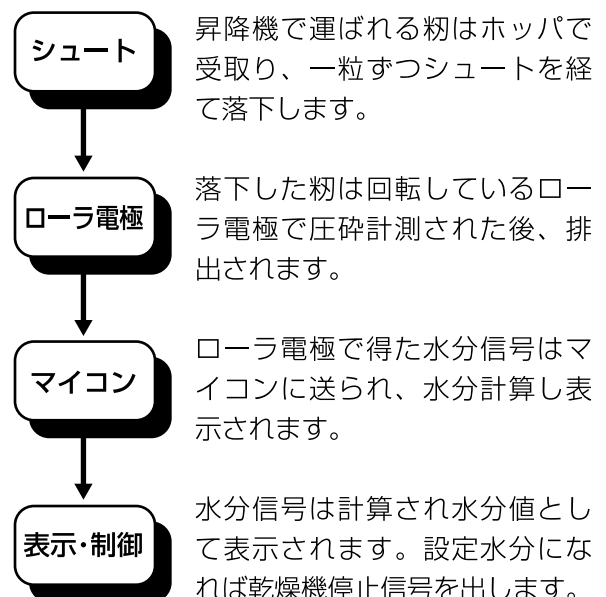 シュート
昇降機で運ばれる籾はホッパで
受取り、一粒ずつシュートを経
て落下します。
ローラ電極
落下した籾は回転しているロー
ラ電極で圧砕計測された後、排
出されます。
マイコン
ローラ電極で得た水分信号はマ
イコンに送られ、水分計算し表
示されます。
表示・制御
水分信号は計算され水分値とし
て表示されます。設定水分にな
れば乾燥機停止信号を出します。